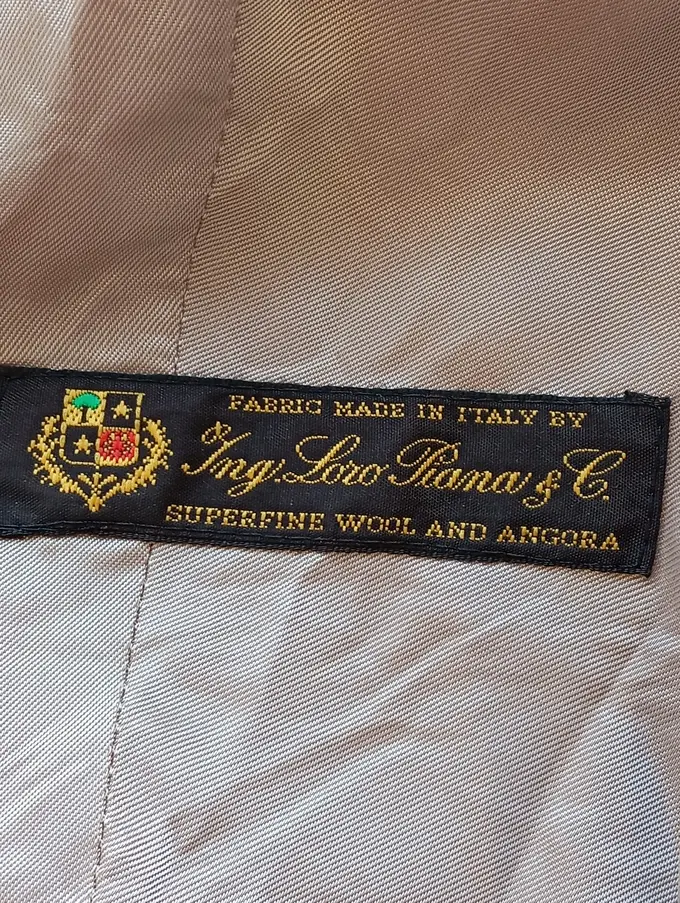 FABRIC MADE IN ITALY BY
Ing. Loro Piana & C.
SUPERFINE WOOL AND ANGORA